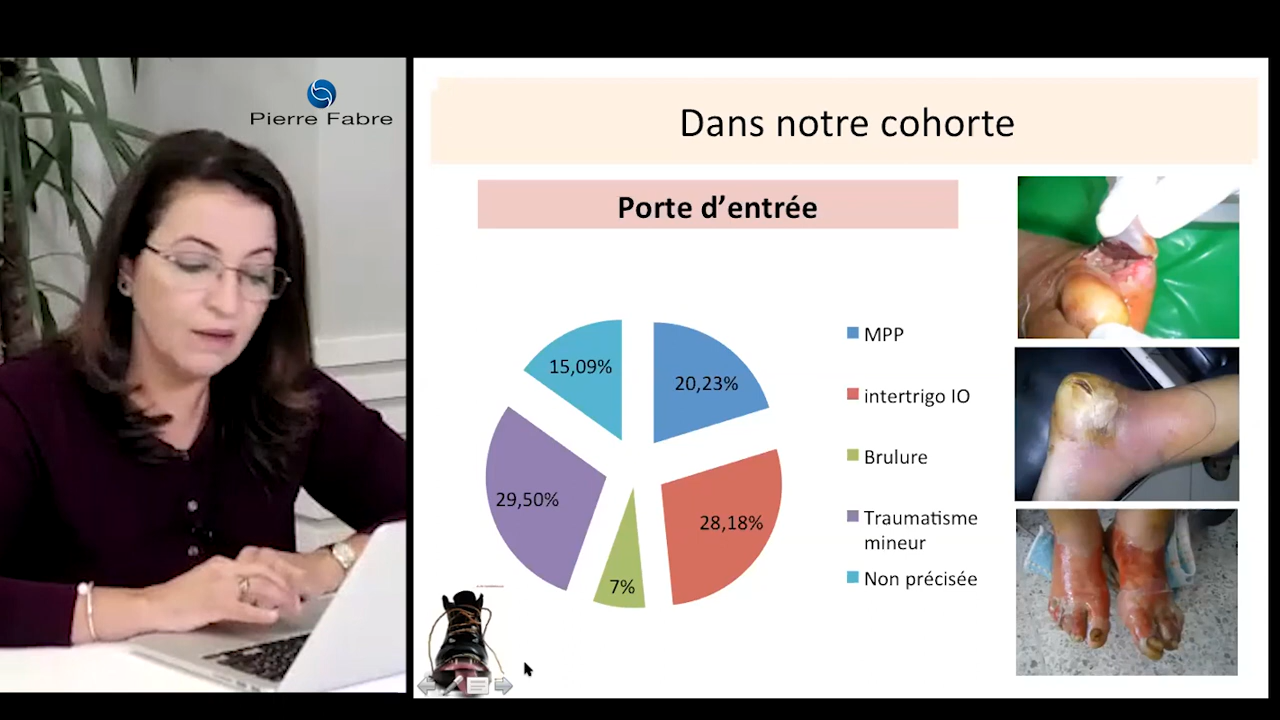 Pierre Fabre
Dans notre cohorte
Porte d’entrée
15,09%
20,23%
29,50%
28,18%
7%
MPP
intertrigo IO
Brulure
Traumatisme
mineur
Non précisée